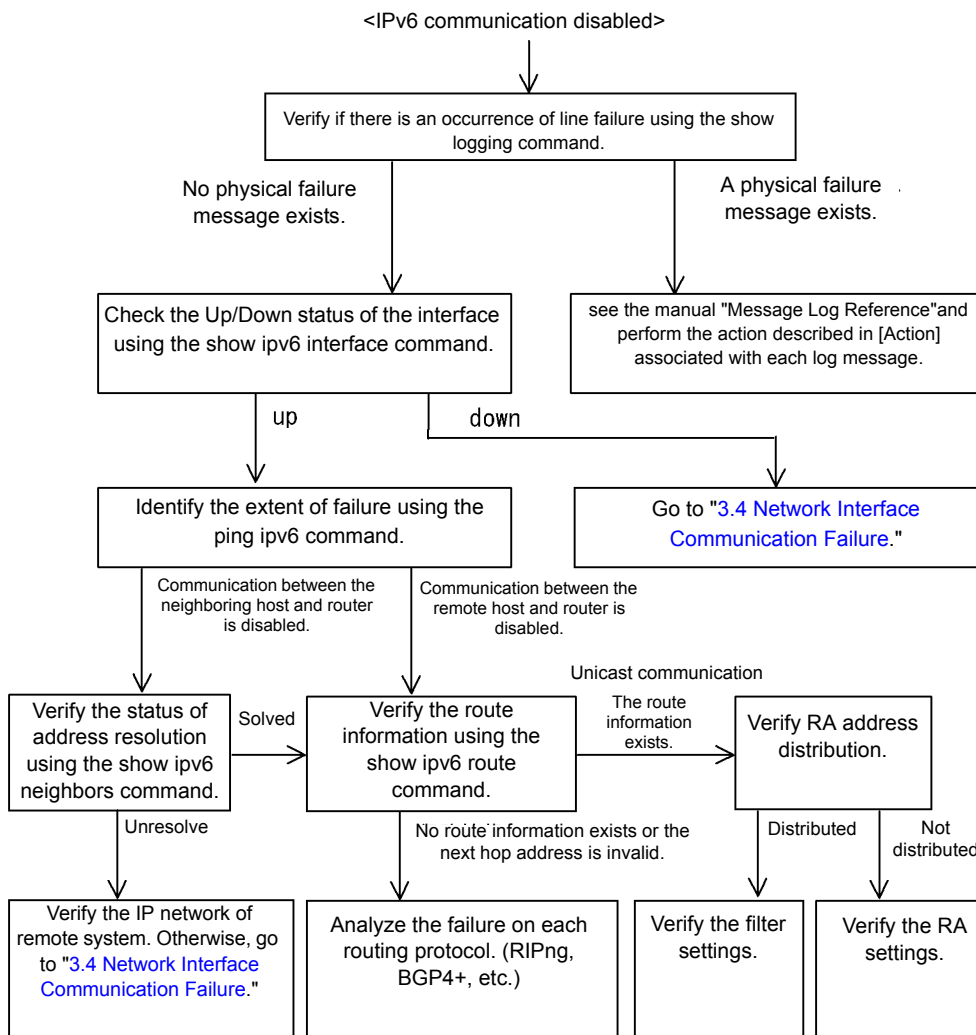 <IPv6 communication disabled>
Verify if there is an occurrence of line failure using the show
logging command.
No physical failure
message exists.
A physical failure
message exists.
Check the Up/Down status of the interface
using the show ipv6 interface command.
see the manual "Message Log Reference"and
perform the action described in [Action]
associated with each log message.
up
down
Identify the extent of failure using the
ping ipv6 command.
Go to "3.4 Network Interface
Communication Failure."
Communication between the
neighboring host and router
is disabled.
Communication between the
remote host and router is
disabled.
Unicast communication
The route
information
exists.
Verify the status of
address resolution
using the show ipv6
neighbors command.
Solved
Verify the route
information using the
show ipv6 route
command.
Verify RA address
distribution.
Unresolve
No route information exists or the
next hop address is invalid.
Distributed
Not
distributed
Verify the IP network of
remote system. Otherwise, go
to "3.4 Network Interface
Communication Failure."
Analyze the failure on each
routing protocol. (RIPng,
BGP4+, etc.)
Verify the filter
settings.
Verify the RA
settings.